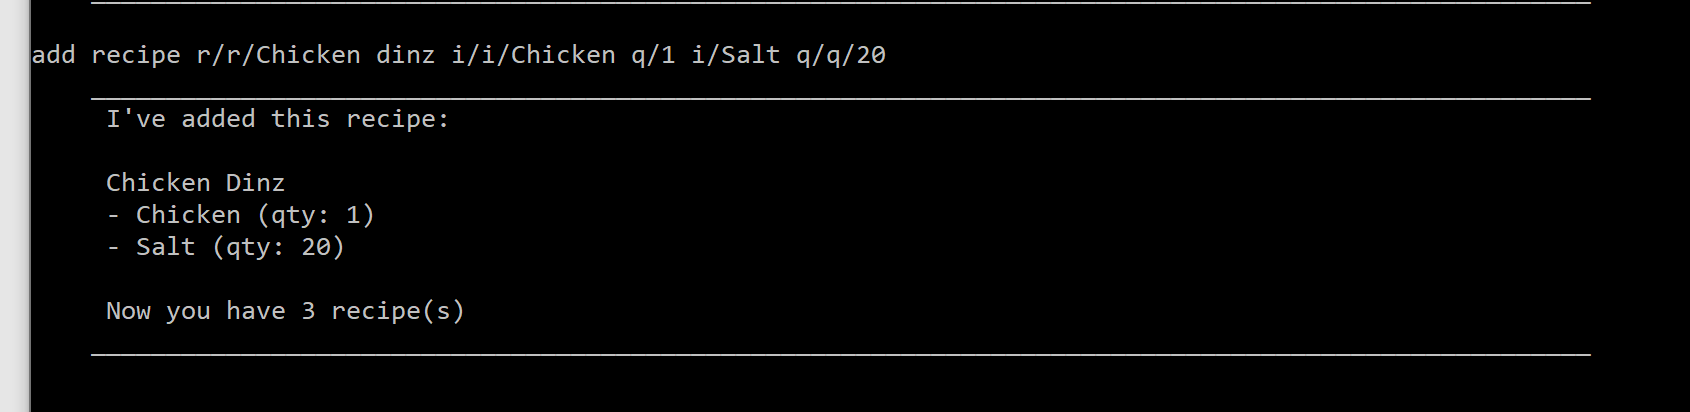 add recipe r/r/Chicken dinz i/i/Chicken q/1 i/Salt q/q/20
I've added this recipe:
Chicken Dinz
- Chicken (qty: 1)
- Salt (qty: 20)
Now you have 3 recipe(s)